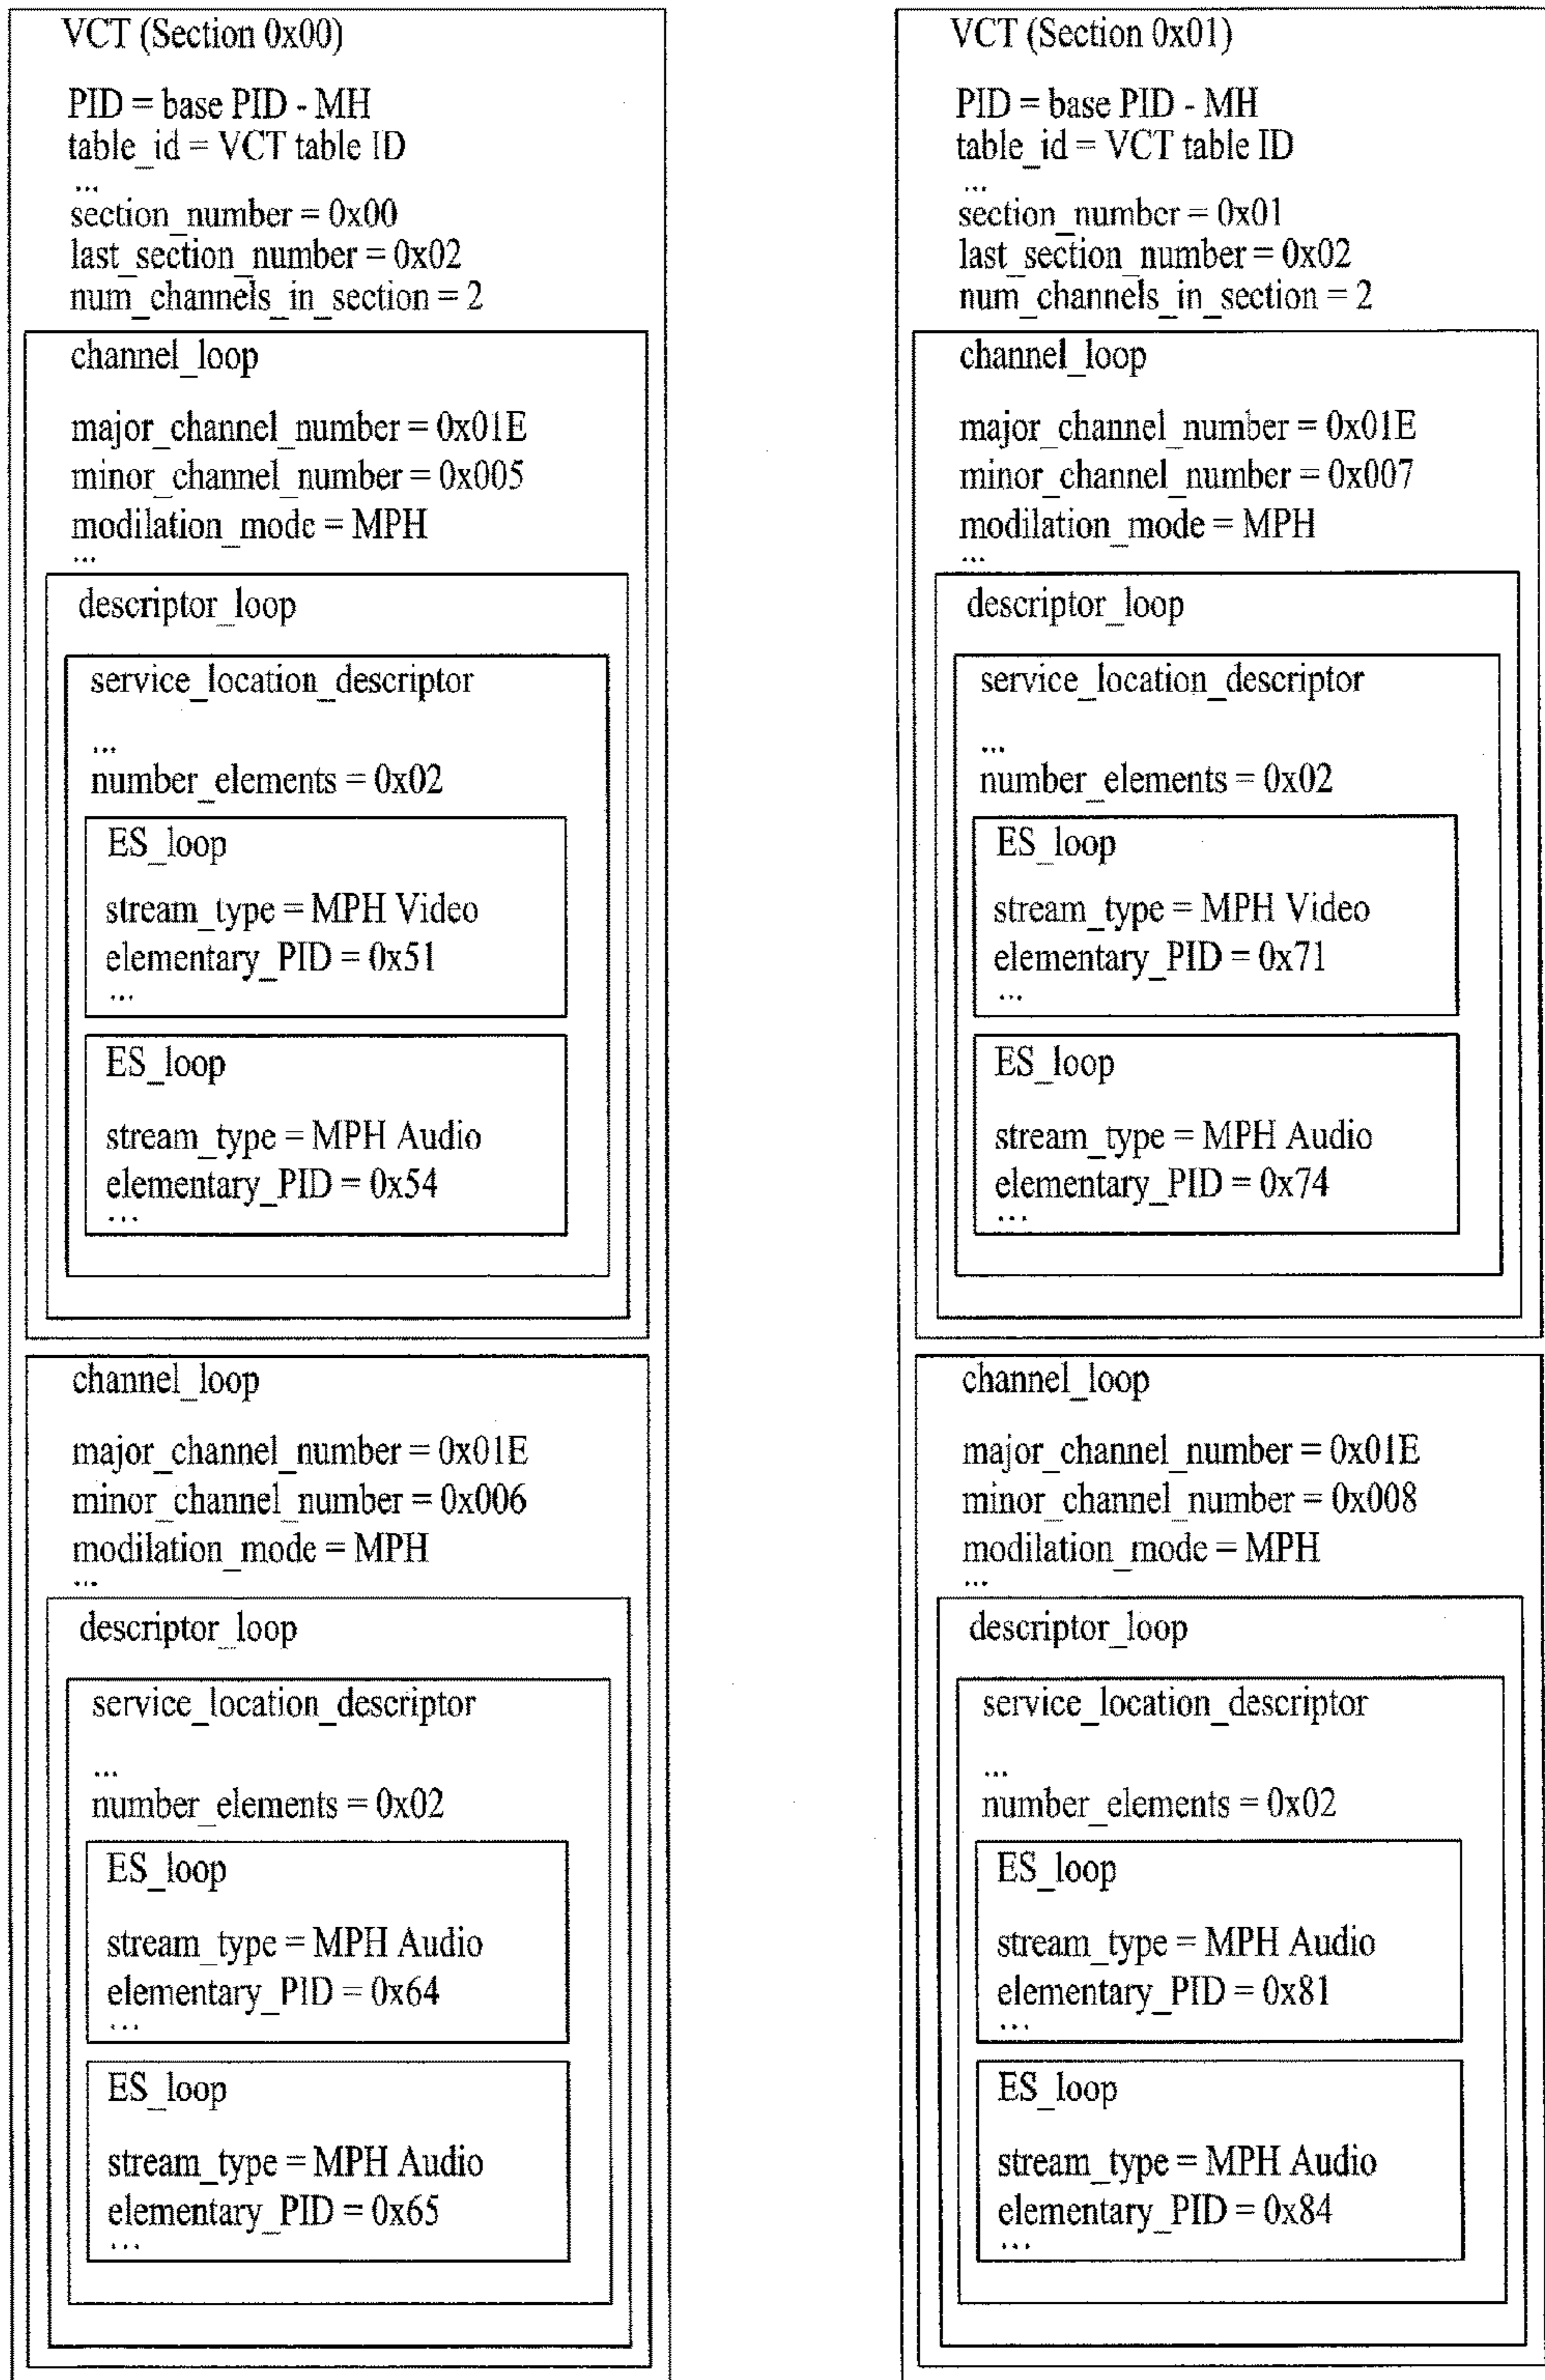 VCT (Section 0x00)
PID = base PID - MH
table_id = VCT table ID
...
section_number = 0x00
last_section_number = 0x02
num_channels_in_section = 2
channel_loop
major_channel_number = 0x01E
minor_channel_number = 0x005
modilation_mode = MPH
...
descriptor_loop
service_location_descriptor
...
number_elements = 0x02
ES_loop
stream_type = MPH Video
elementary_PID = 0x51
...
ES_loop
stream_type = MPH Audio
elementary_PID = 0x54
...
channel_loop
major_channel_number = 0x01E
minor_channel_number = 0x006
modilation_mode = MPH
...
descriptor_loop
service_location_descriptor
...
number_elements = 0x02
ES_loop
stream_type = MPH Audio
elementary_PID = 0x64
...
ES_loop
stream_type = MPH Audio
elementary_PID = 0x65
...
VCT (Section 0x01)
PID = base PID - MH
table_id = VCT table ID
...
section_number = 0x01
last_section_number = 0x02
num_channels_in_section = 2
channel_loop
major_channel_number = 0x01E
minor_channel_number = 0x007
modilation_mode = MPH
...
descriptor_loop
service_location_descriptor
...
number_elements = 0x02
ES_loop
stream_type = MPH Video
elementary_PID = 0x71
...
ES_loop
stream_type = MPH Audio
elementary_PID = 0x74
...
channel_loop
major_channel_number = 0x01E
minor_channel_number = 0x008
modilation_mode = MPH
...
descriptor_loop
service_location_descriptor
...
number_elements = 0x02
ES_loop
stream_type = MPH Audio
elementary_PID = 0x81
...
ES_loop
stream_type = MPH Audio
elementary_PID = 0x84
...